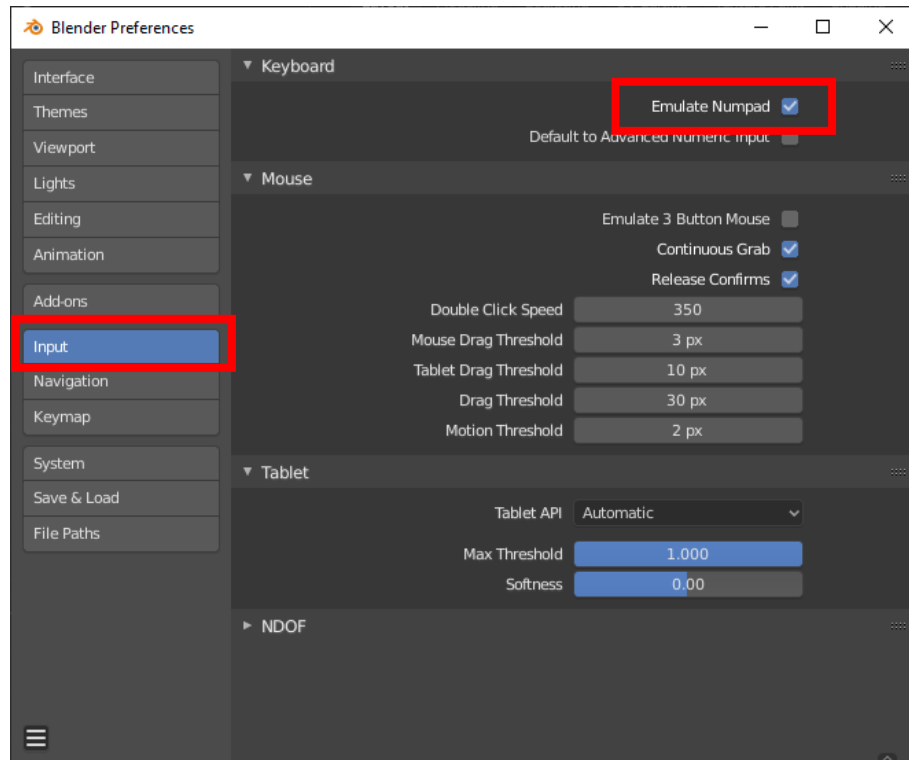 Blender Preferences
Interface
Themes
Viewport
Lights
Editing
Animation
Add-ons
Input
Navigation
Keymap
System
Save & Load
File Paths
Keyboard
Emulate Numpad
Default to Advanced Numeric Input
Mouse
Emulate 3 Button Mouse
Continuous Grab
Release Confirms
Double Click Speed 350
Mouse Drag Threshold 3 px
Tablet Drag Threshold 10 px
Drag Threshold 30 px
Motion Threshold 2 px
Tablet
Tablet API Automatic
Max Threshold 1.000
Softness 0.00
NDOF